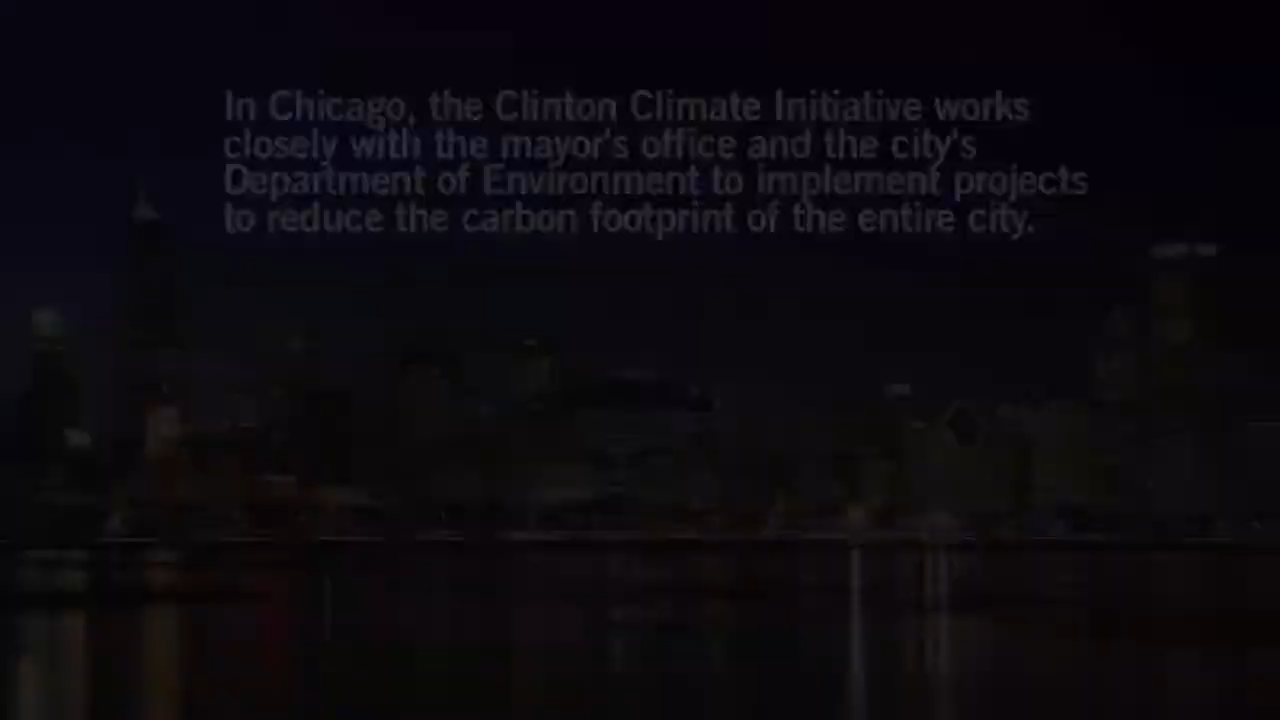 In Chicago, the Clinton Climate Initiative works
closely with the mayor's office and the city's
Department of Environment to implement projects
to reduce the carbon footprint of the entire city.